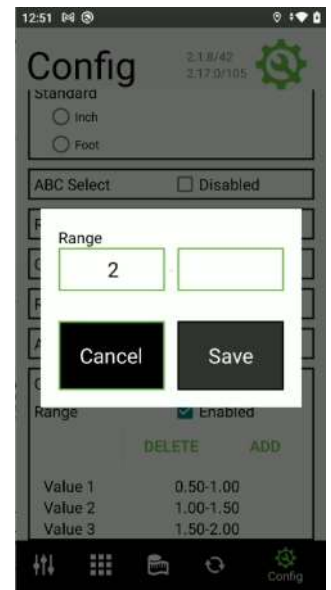 12:51
Config
2.1.8/42
2.17.0/105
Standard
Inch
Foot
ABC Select Disabled
Range
2 -
Cancel Save
Range Enabled
DELETE ADD
Value 1 0.50-1.00
Value 2 1.00-1.50
Value 3 1.50-2.00
Config